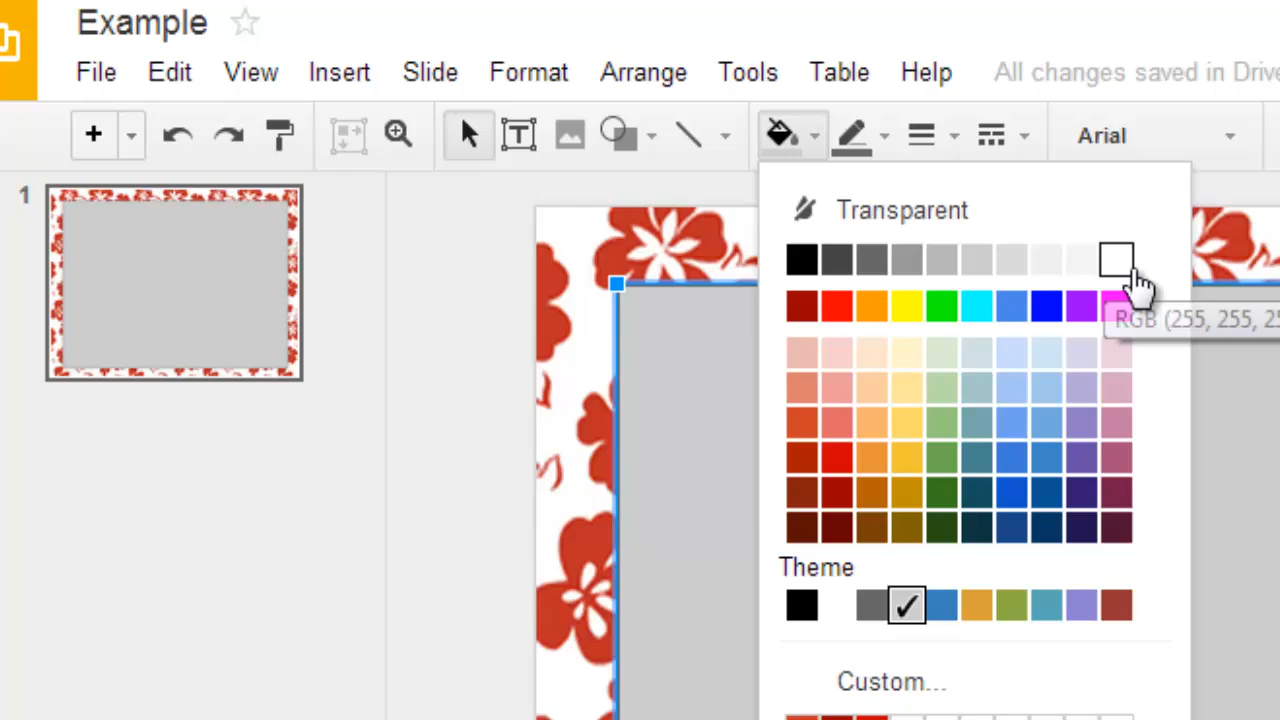 Example
File Edit View Insert Slide Format Arrange Tools Table Help All changes saved in Drive
Arial
1
Transparent
RGB (255, 255, 25
Theme
Custom...